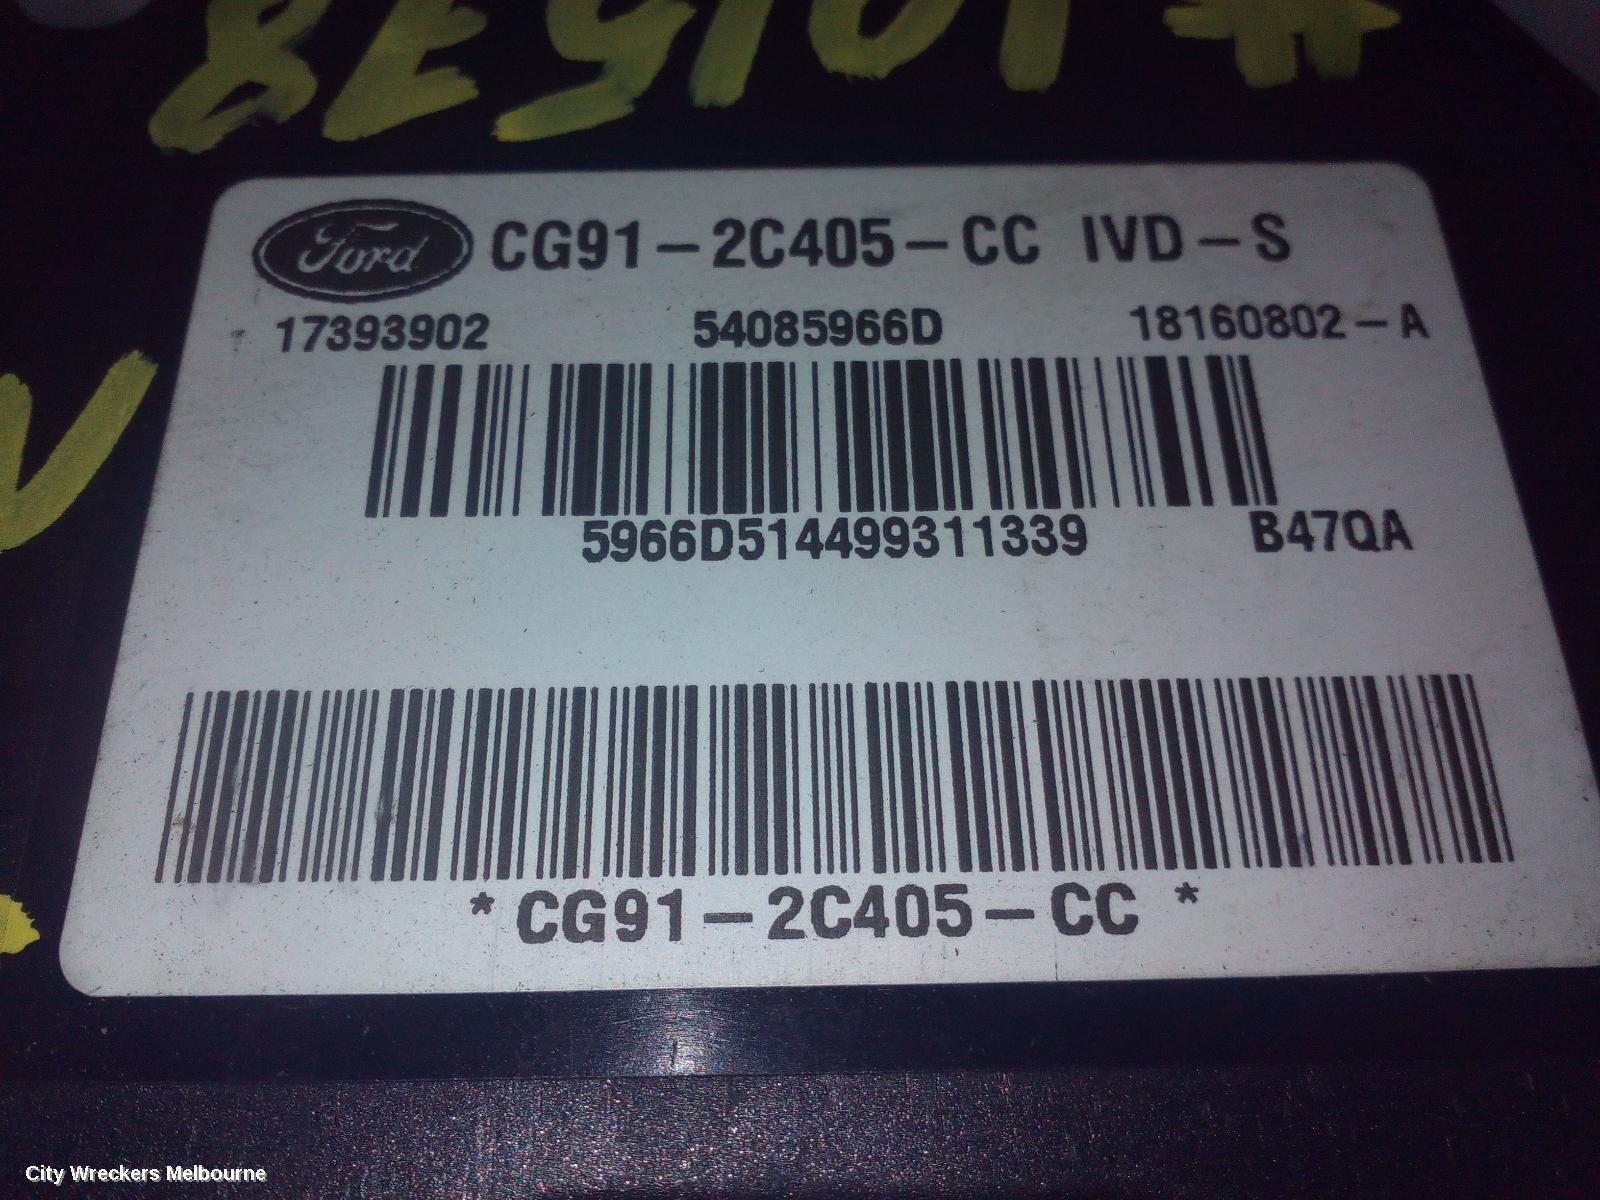 Ford CG91-2C405-CC IVD-S
17393902 54085966D 18160802-A
5966D514499311339 B47QA
*CG91-2C405-CC*
City Wreckers Melbourne